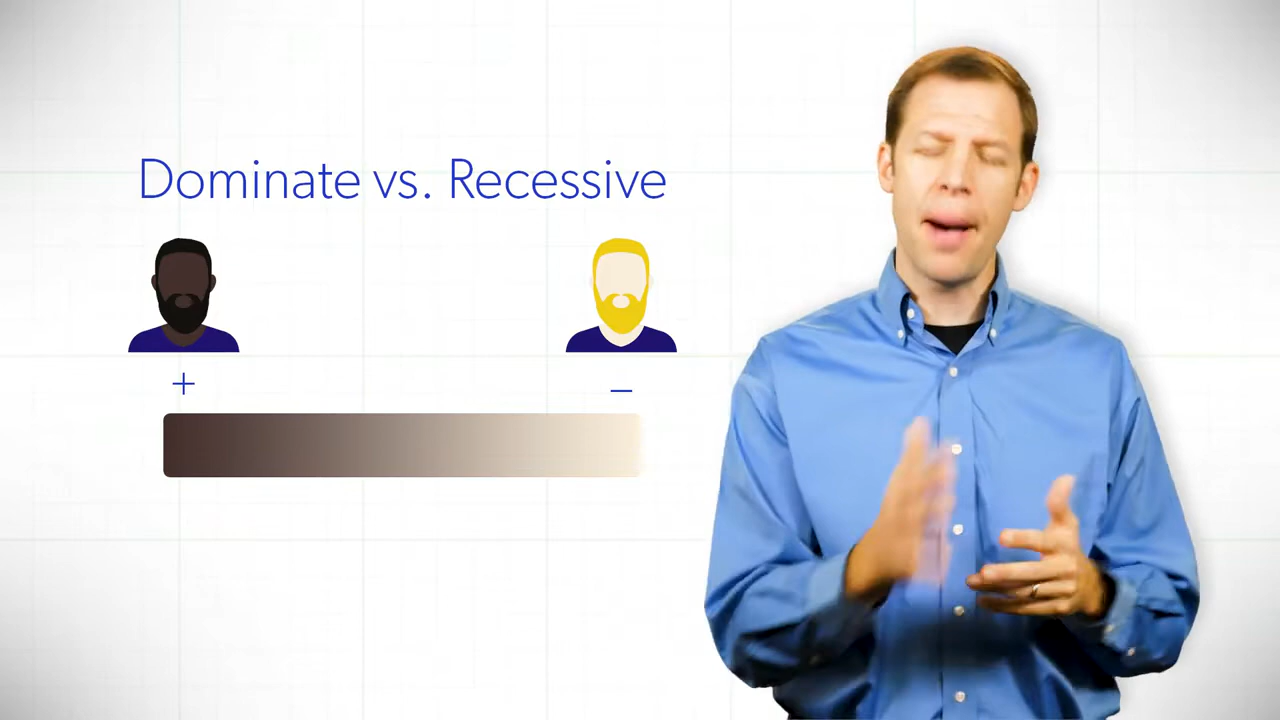 Dominate vs. Recessive
+ –